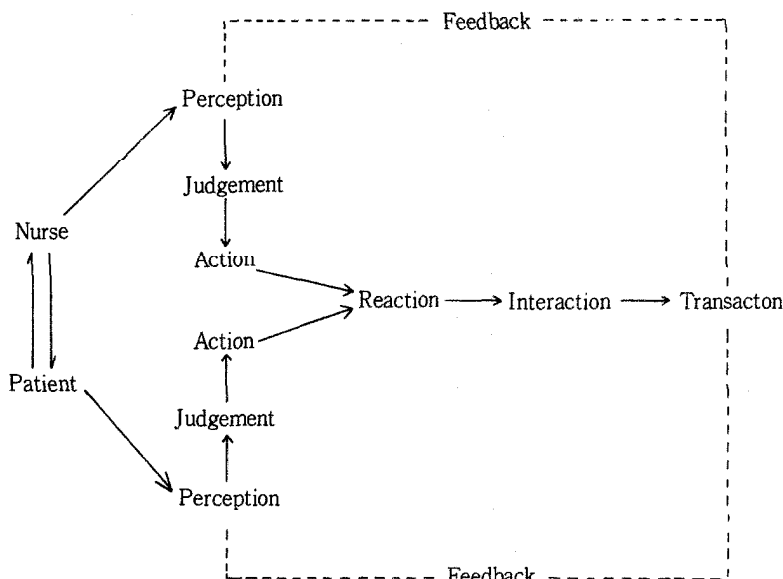 Feedback
Perception
Judgement
Nurse
Action
Reaction
Interaction
Transacton
Action
Patient
Judgement
Perception
Feedback